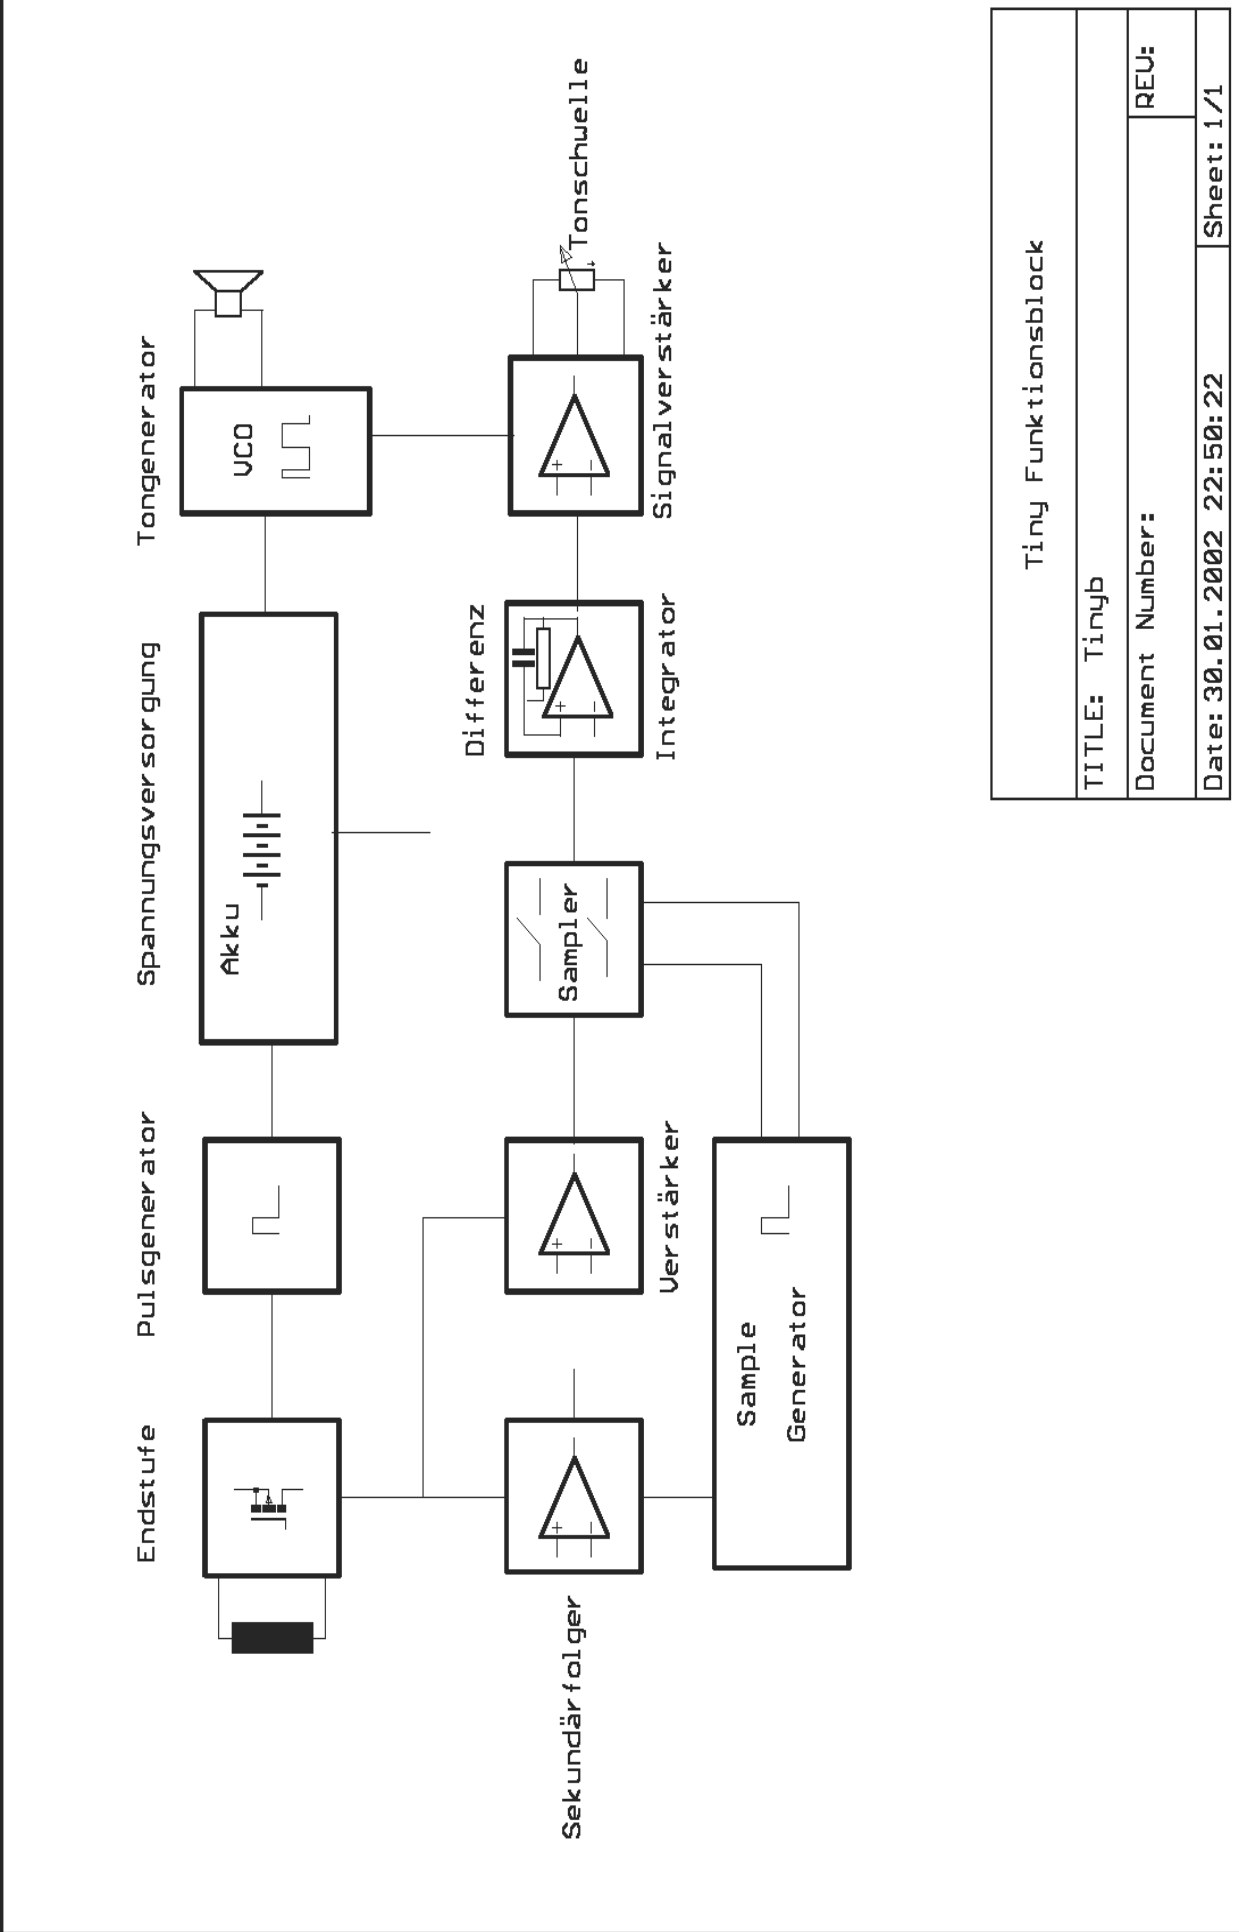 Endstufe
Pulsgenerator
Spannungsversorgung
Tongenerator
Akku
VCO
Differenz
Tonschwelle
Sekundärfolger
Sampler
Verstärker
Integrator
Signalverstärker
Sample
Generator
Tiny Funktionsblock
TITLE: Tinyb
Document Number:
REV:
Date: 30.01.2002 22:50:22
Sheet: 1/1